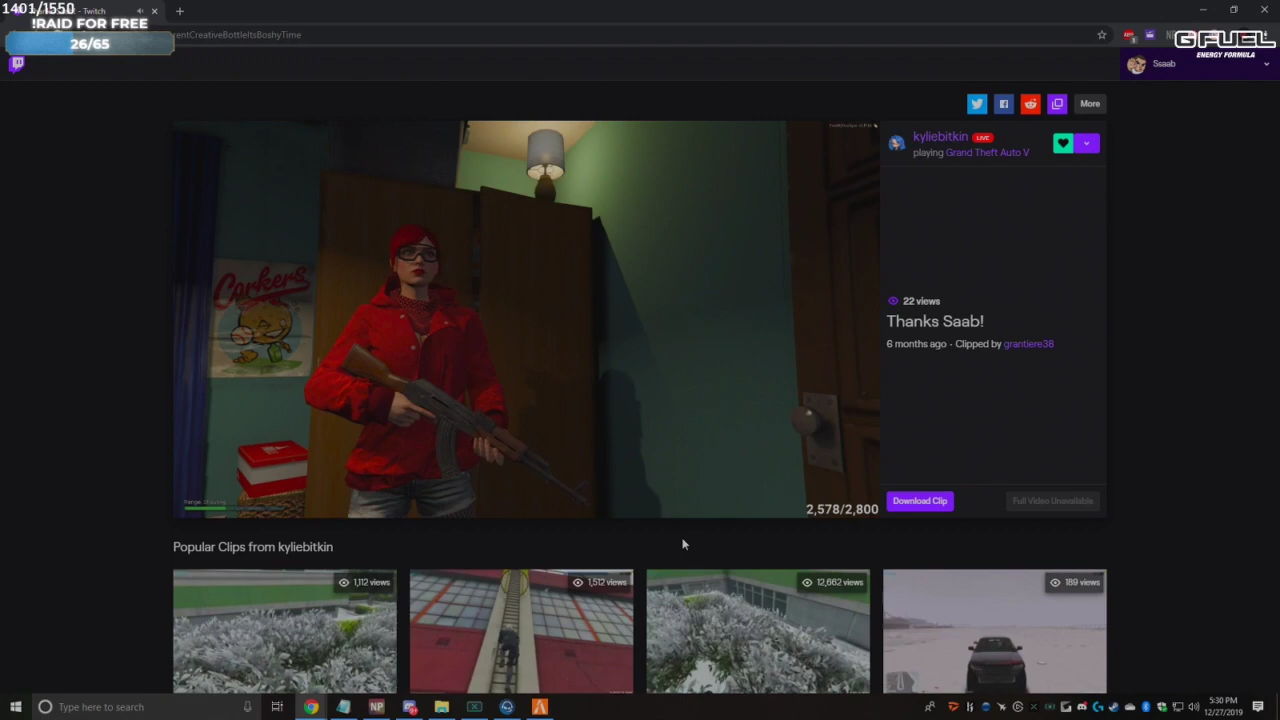 1401/1550
- Twitch
!RAID FOR FREE
26/65
rentCreativeBottleItsBoshyTime
GFUEL
ENERGY FORMULA
Ssaab
More
kyliebitkin LIVE
playing Grand Theft Auto V
Corkers
22 views
Thanks Saab!
6 months ago - Clipped by grantiere38
Download Clip
Full Video Unavailable
2,578/2,800
Popular Clips from kyliebitkin
1,112 views
1,512 views
12,662 views
189 views
Type here to search
NP
5:30 PM
12/27/2019